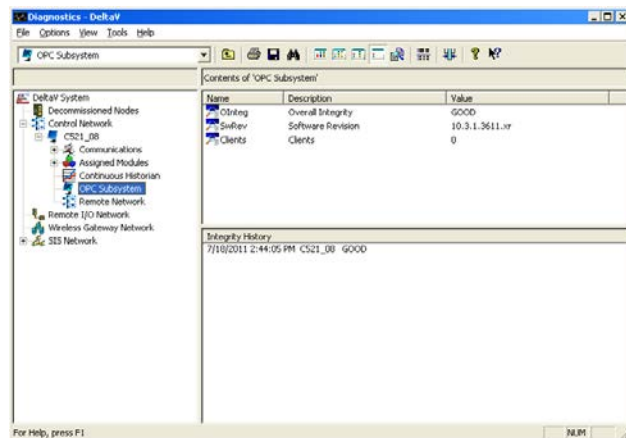 Diagnostics - DeltaV
File Options View Tools Help
OPC Subsystem
Contents of 'OPC Subsystem'
DeltaV System
Decommissioned Nodes
Control Network
C521_08
Communications
Assigned Modules
Continuous Historian
OPC Subsystem
Remote Network
Remote I/O Network
Wireless Gateway Network
SIS Network
Name Description Value
OInteg Overall Integrity GOOD
SwRev Software Revision 10.3.1.3611.xr
Clients Clients 0
Integrity History
7/18/2011 2:44:05 PM C521_08 GOOD
For Help, press F1
NUM